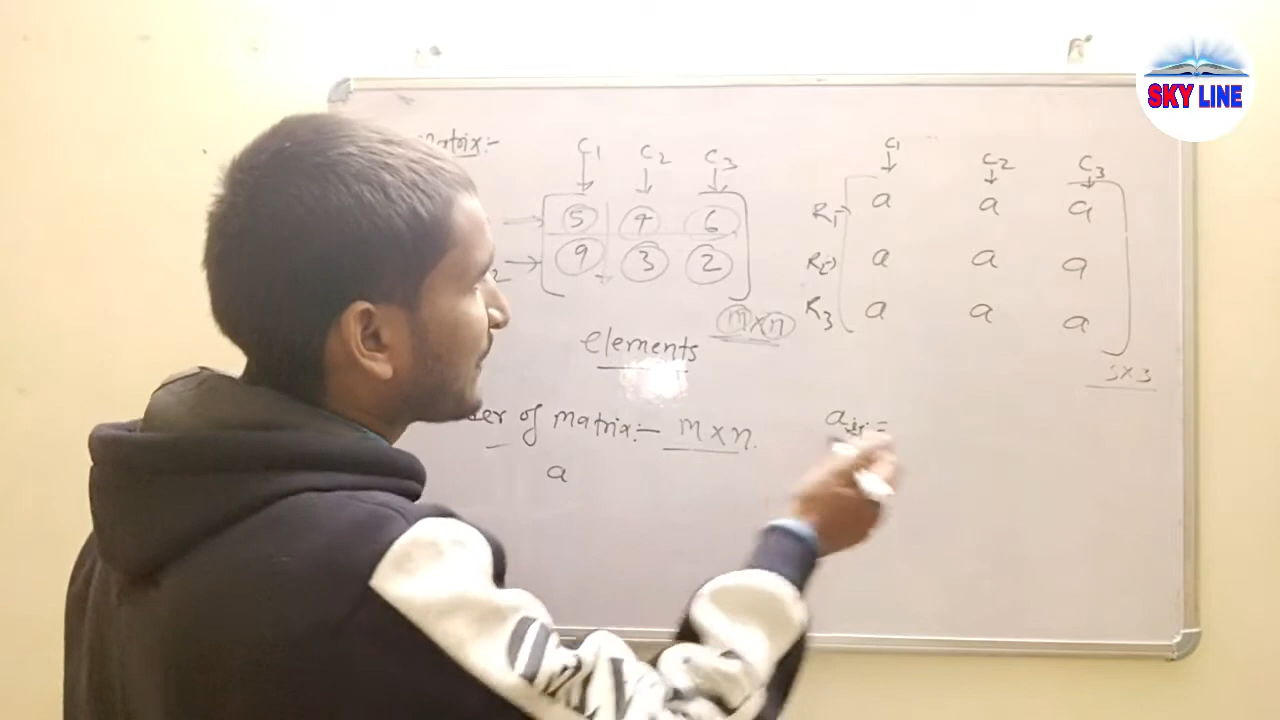 SKY LINE
Matrix:-
C1 C2 C3
5 4 6
9 3 2
m×n
elements
of matrix:- m×n.
a
C1 C2 C3
R1 a a a
R2 a a a
R3 a a a
3×3
aij =